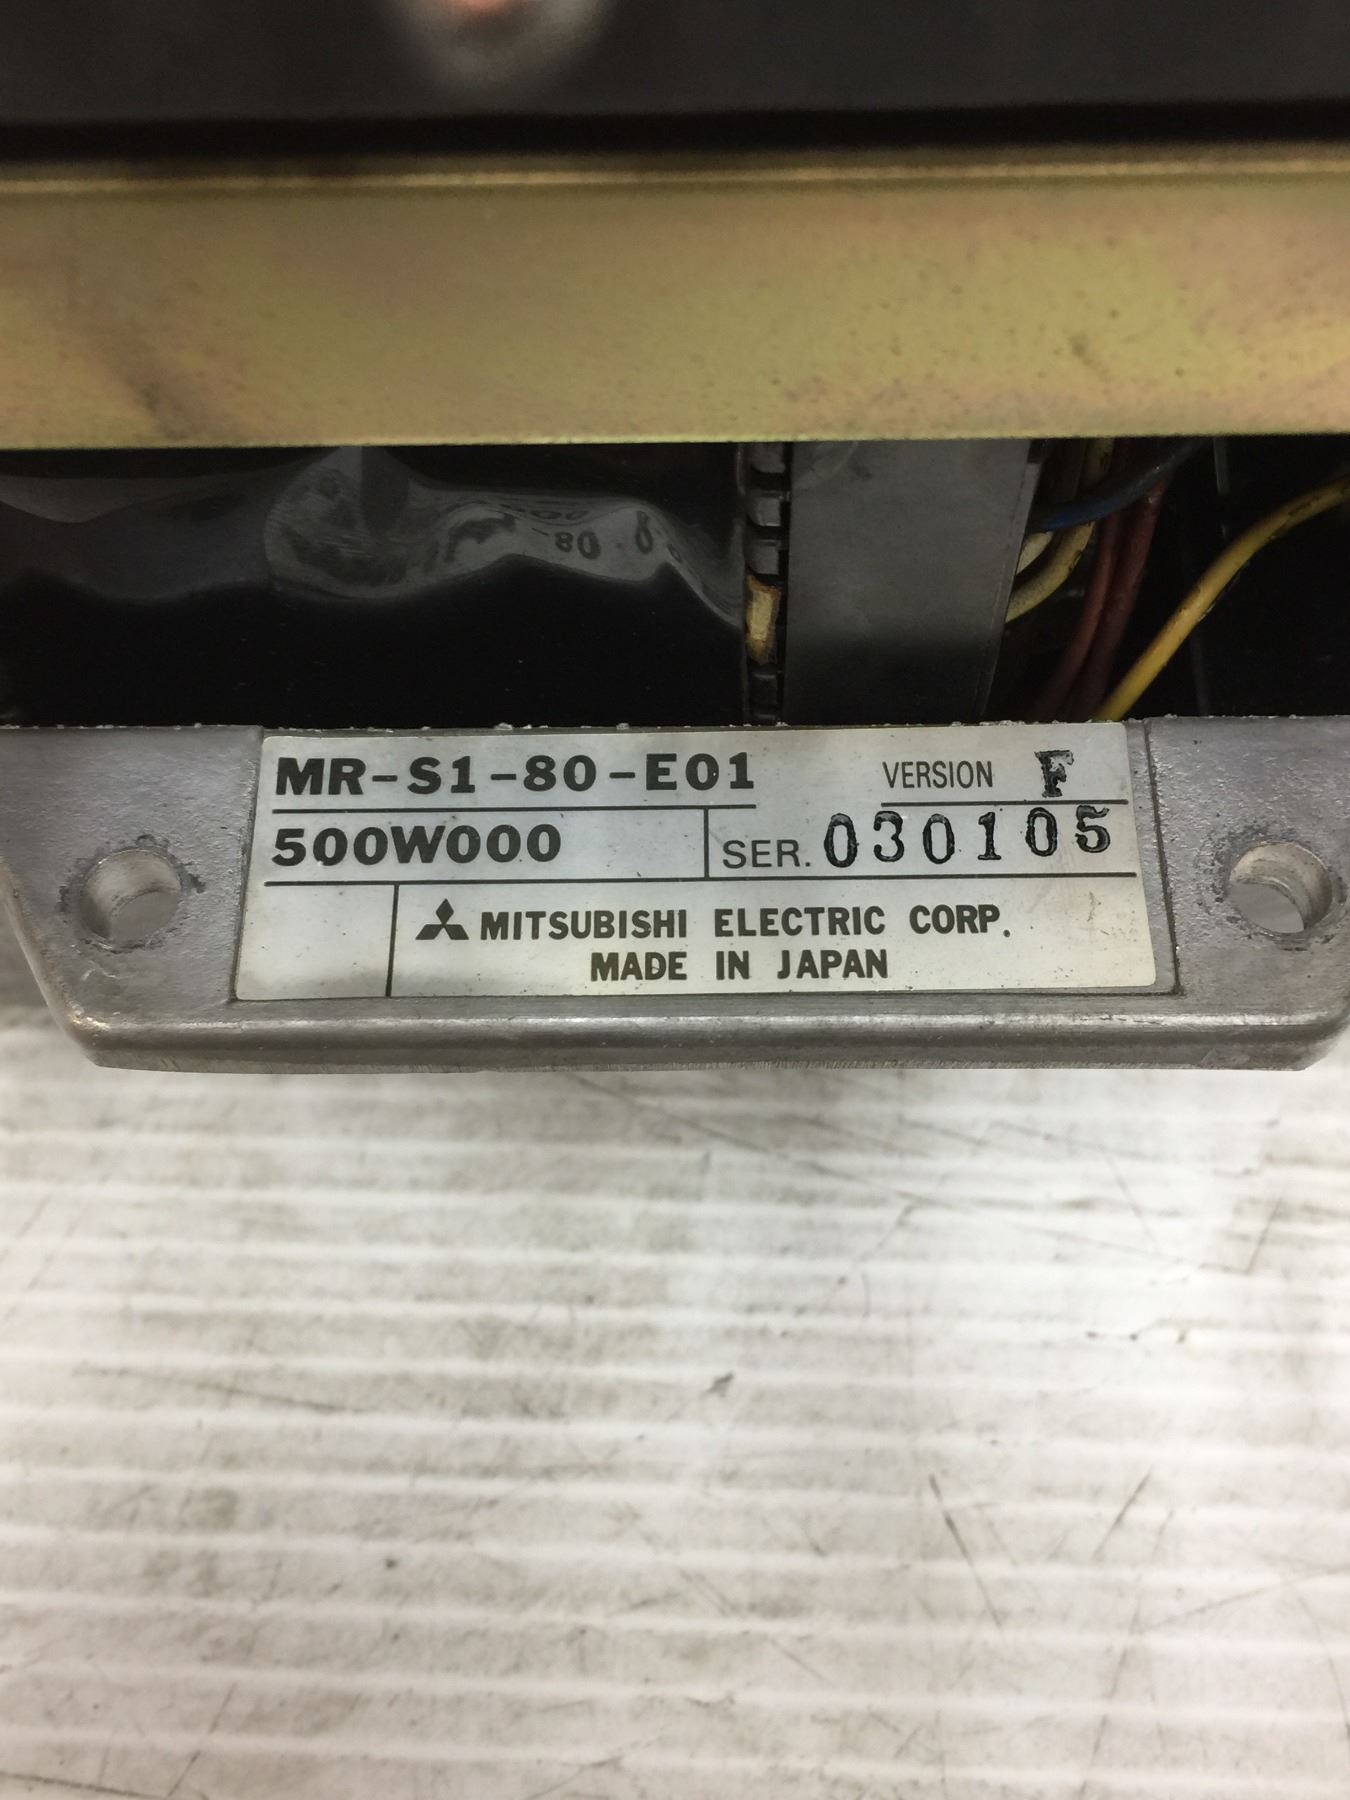 MR-S1-80-E01 VERSION F
500W000 SER. 030105
MITSUBISHI ELECTRIC CORP.
MADE IN JAPAN